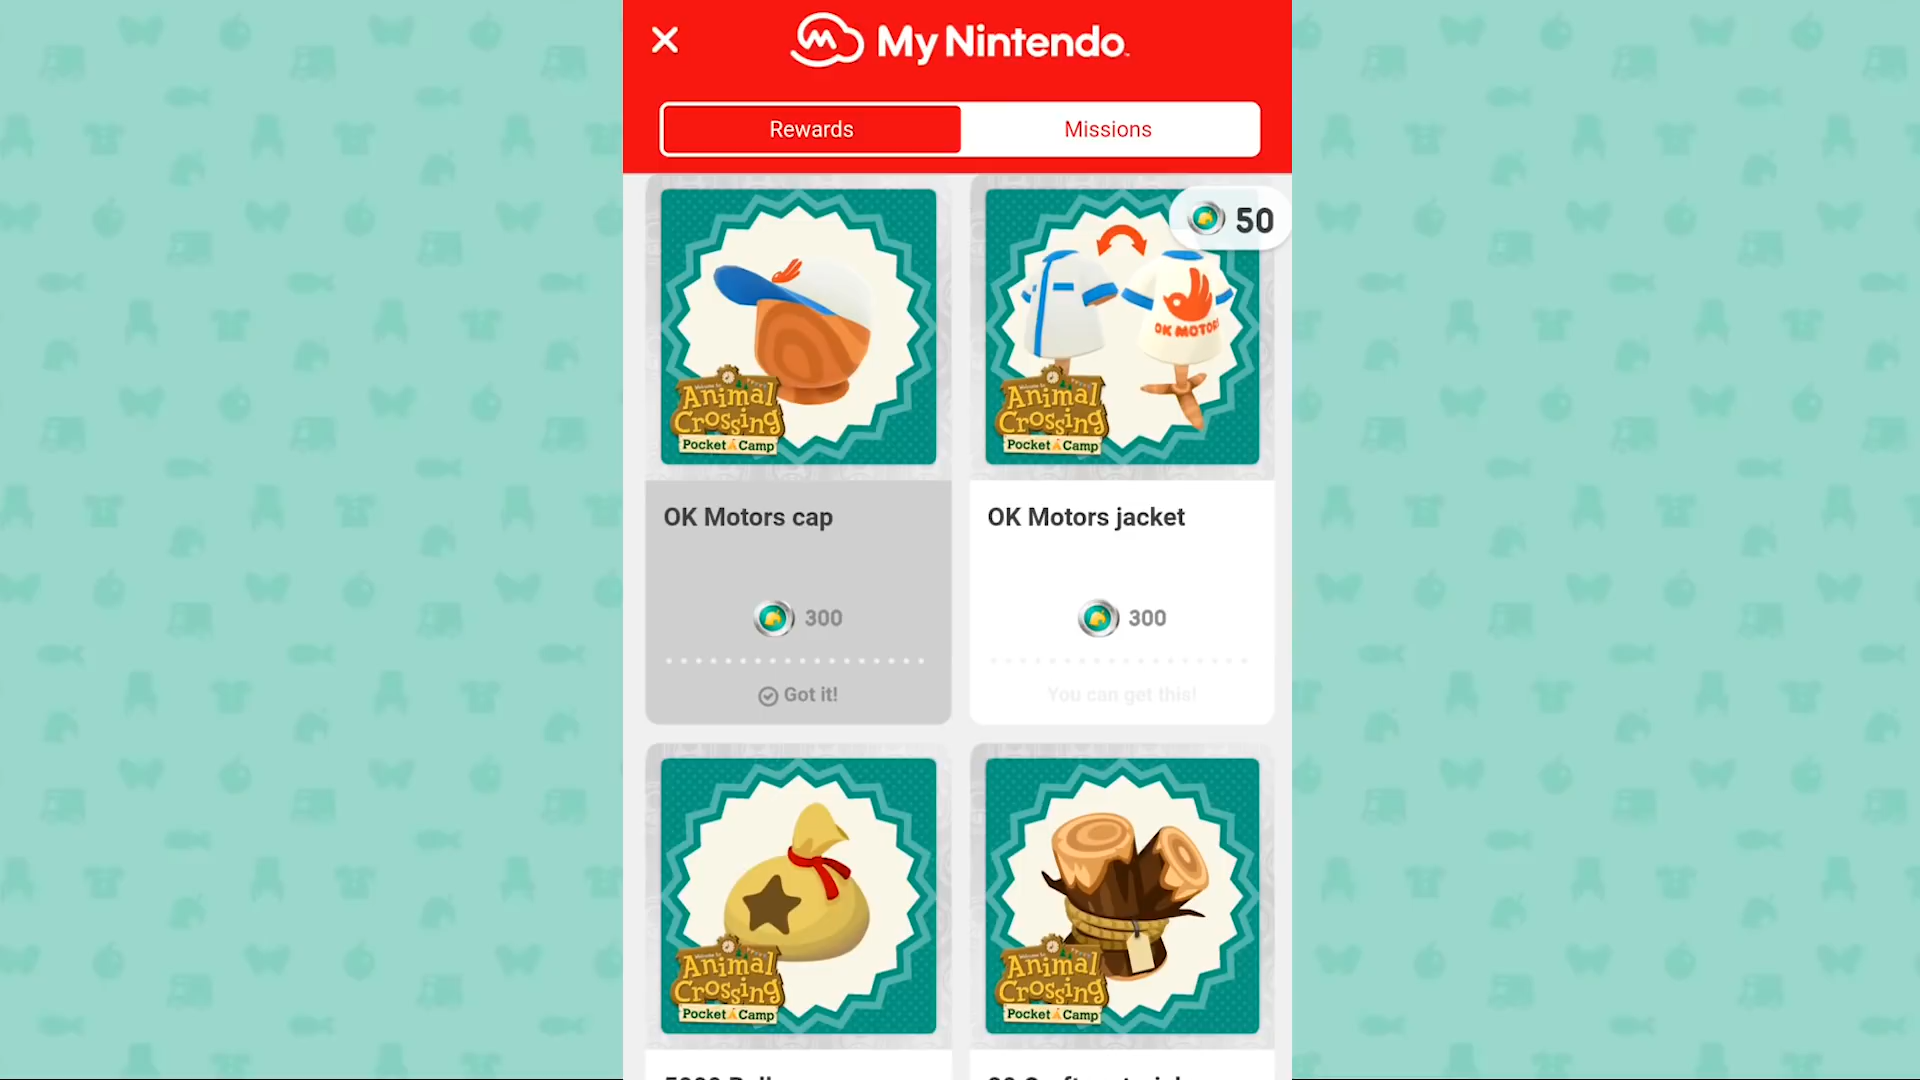 My Nintendo
Rewards
Missions
50
Animal
Crossing
Pocket Camp
OK MOTORS
Animal
Crossing
Pocket Camp
OK Motors cap
OK Motors jacket
300
300
Got it!
You can get this!
Animal
Crossing
Pocket Camp
Animal
Crossing
Pocket Camp